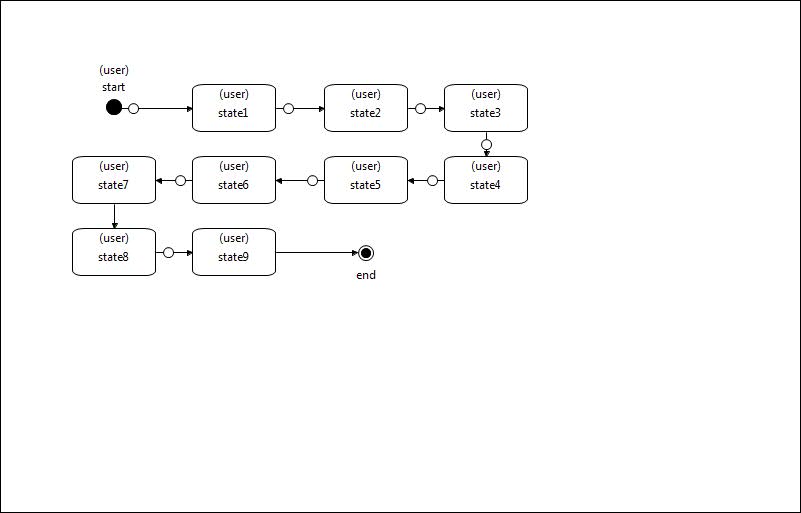 (user)
start
(user)
state1
(user)
state2
(user)
state3
(user)
state7
(user)
state6
(user)
state5
(user)
state4
(user)
state8
(user)
state9
end